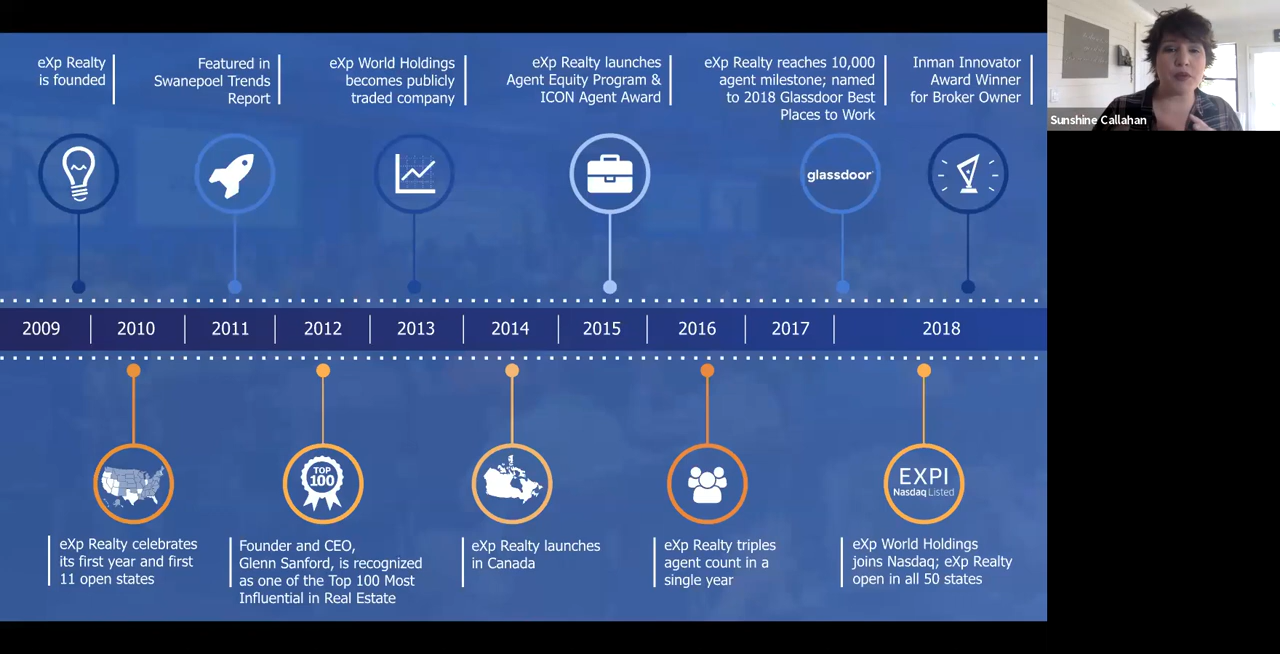 eXp Realty
is founded
Featured in
Swanepoel Trends
Report
eXp World Holdings
becomes publicly
traded company
eXp Realty launches
Agent Equity Program &
ICON Agent Award
eXp Realty reaches 10,000
agent milestone; named
to 2018 Glassdoor Best
Places to Work
Inman Innovator
Award Winner
for Broker Owner
Sunshine Callahan
glassdoor
2009
2010
2011
2012
2013
2014
2015
2016
2017
2018
TOP
100
EXPI
Nasdaq Listed
eXp Realty celebrates
its first year and first
11 open states
Founder and CEO,
Glenn Sanford, is recognized
as one of the Top 100 Most
Influential in Real Estate
eXp Realty launches
in Canada
eXp Realty triples
agent count in a
single year
eXp World Holdings
joins Nasdaq; eXp Realty
open in all 50 states